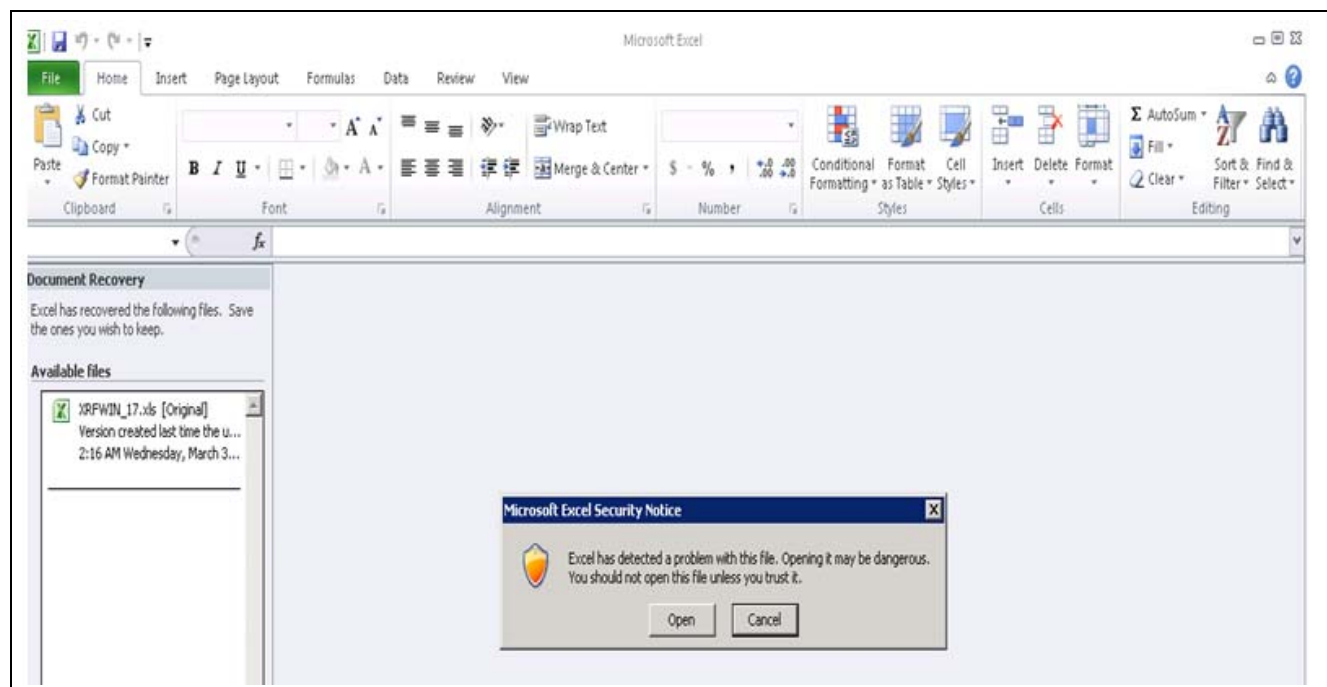 Microsoft Excel
File Home Insert Page Layout Formulas Data Review View
Paste
Cut
Copy
Format Painter
Clipboard
A A
B I U A
Font
Wrap Text
Merge & Center
Alignment
$ % , .0 .00 .00 .0
Number
Conditional Formatting
Format as Table
Cell Styles
Styles
Insert Delete Format
Cells
Σ AutoSum
Fill
Clear
Sort & Filter
Find & Select
Editing
fx
Document Recovery
Excel has recovered the following files. Save
the ones you wish to keep.
Available files
XRFWIN_17.xls [Original]
Version created last time the u...
2:16 AM Wednesday, March 3...
Microsoft Excel Security Notice
Excel has detected a problem with this file. Opening it may be dangerous.
You should not open this file unless you trust it.
Open Cancel